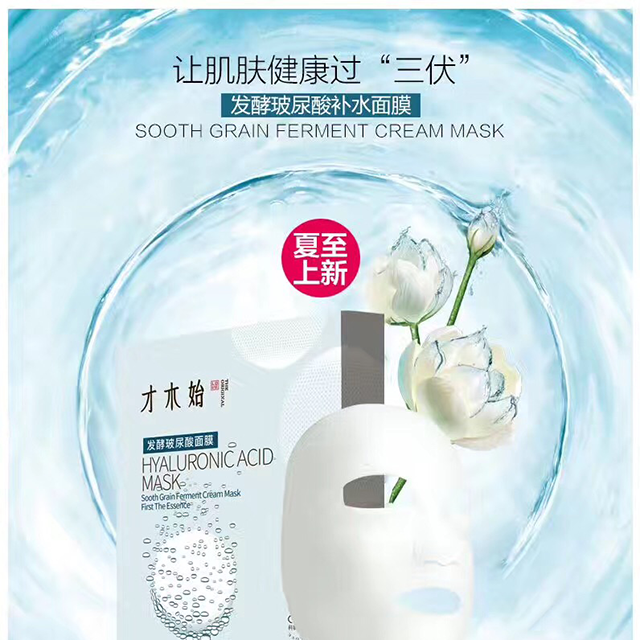 让肌肤健康过“三伏”
发酵玻尿酸补水面膜
SOOTH GRAIN FERMENT CREAM MASK
夏至
上新
才木始
THE ORIGINAL
发酵玻尿酸面膜
HYALURONIC ACID
MASK
Sooth Grain Ferment Cream Mask
First The Essence